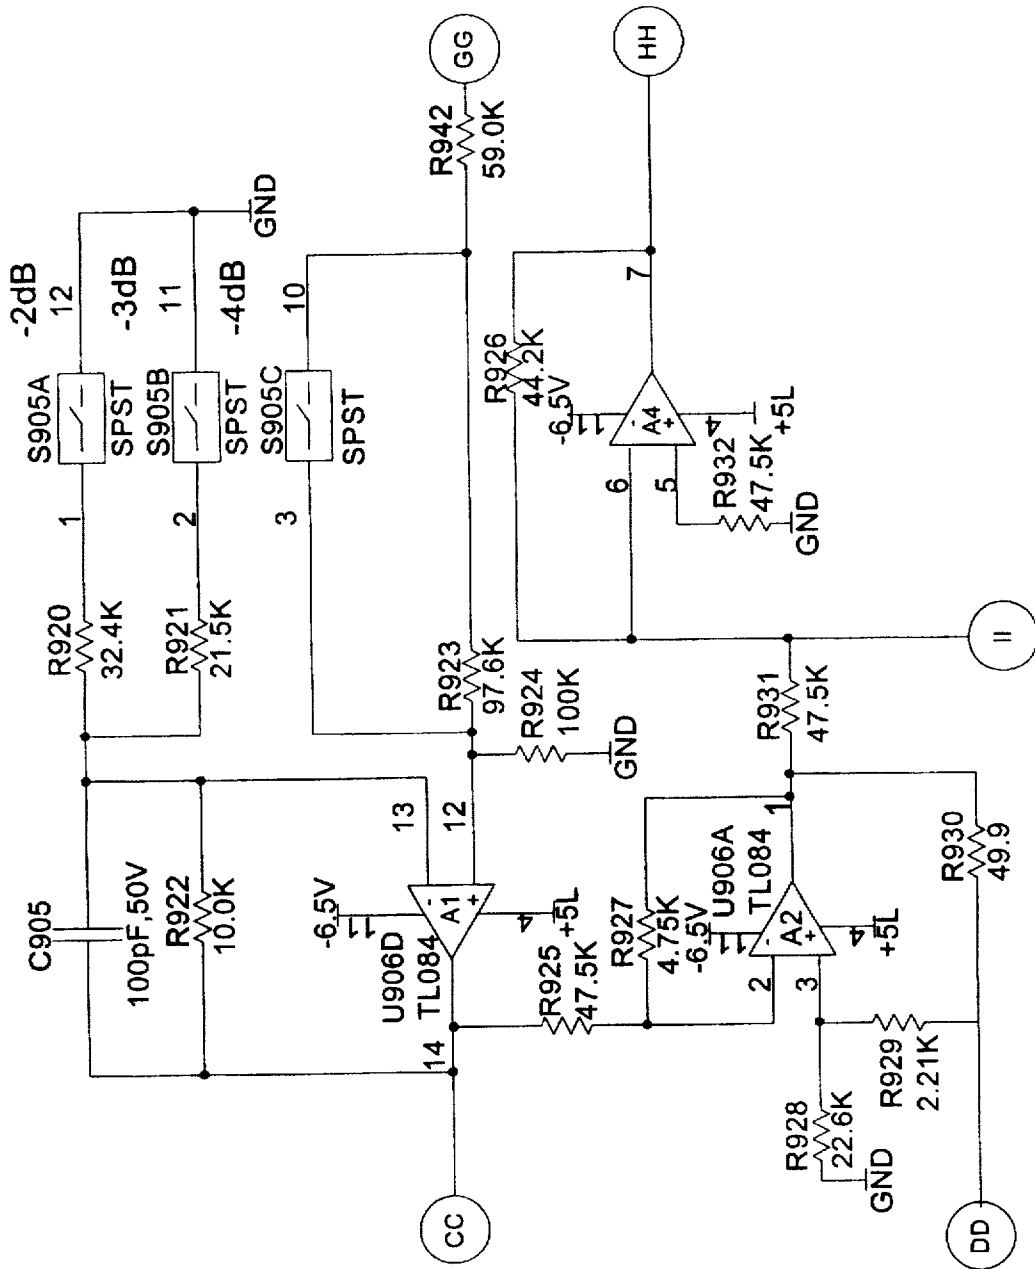 -2dB
12
S905A
SPST
1
R920
32.4K
-3dB
11
S905B
SPST
2
R921
21.5K
GND
-4dB
10
S905C
SPST
3
C905
100pF,50V
R922
10.0K
GG
R942
59.0K
R923
97.6K
R924
100K
GND
13
12
-6.5V
11
-
A1
+
4
+5L
U906D
TL084
14
CC
R925
47.5K
R926
44.2K
HH
7
-6.5V
11
-
A4
+
4
+5L
6
5
R932
47.5K
GND
II
R931
47.5K
R927
4.75K
U906A
TL084
-6.5V
11
-
A2
+
4
+5L
1
2
3
R930
49.9
R929
2.21K
R928
22.6K
GND
DD